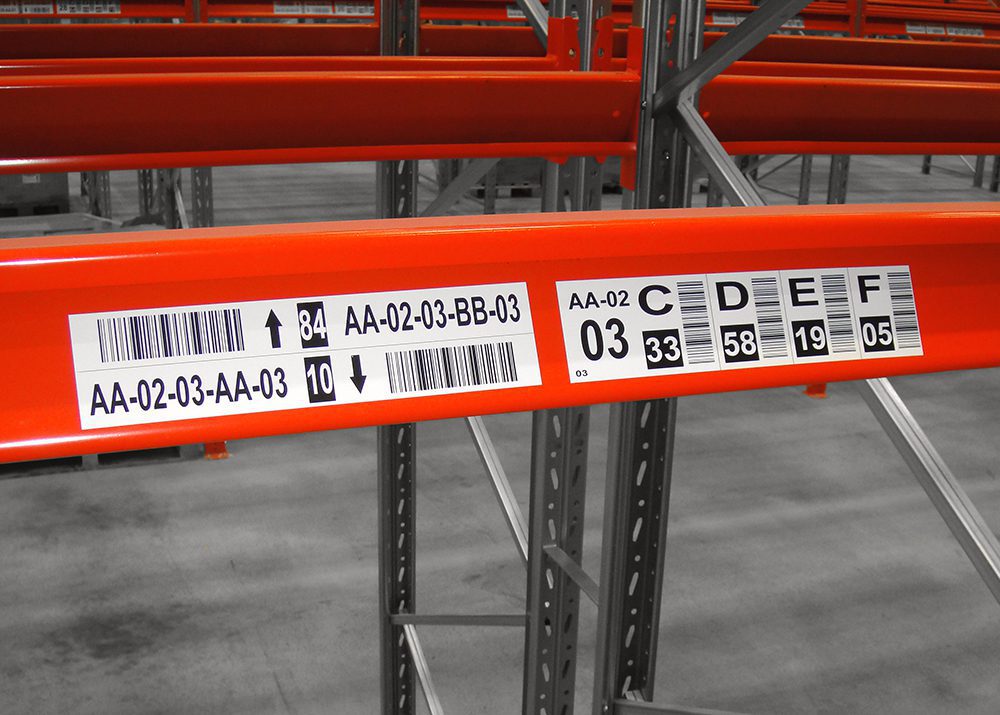 ↑ 84 AA-02-03-BB-03
AA-02-03-AA-03 10 ↓
AA-02 C D E F
03 33 58 19 05
03